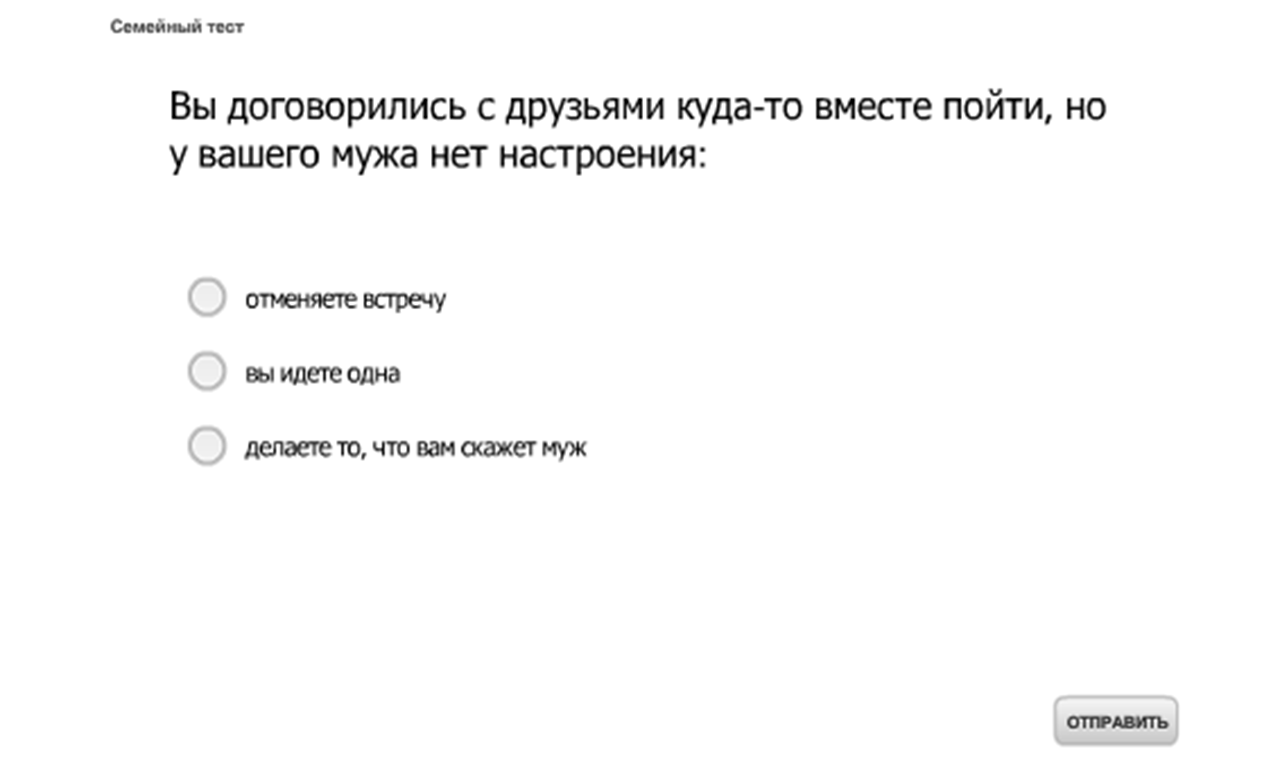 Семейный тест
Вы договорились с друзьями куда-то вместе пойти, но
у вашего мужа нет настроения:
отменяете встречу
вы идете одна
делаете то, что вам скажет муж
ОТПРАВИТЬ